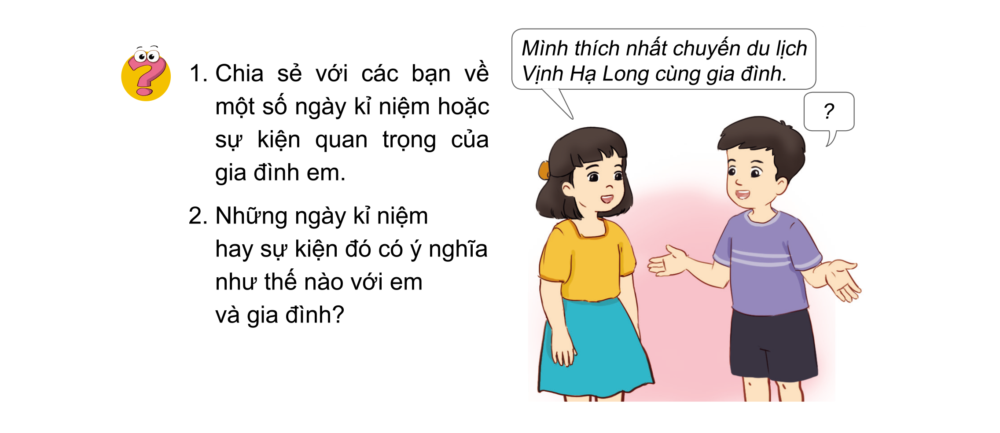 1. Chia sẻ với các bạn về
một số ngày kỉ niệm hoặc
sự kiện quan trọng của
gia đình em.
2. Những ngày kỉ niệm
hay sự kiện đó có ý nghĩa
như thế nào với em
và gia đình?
Mình thích nhất chuyến du lịch
Vịnh Hạ Long cùng gia đình.
?